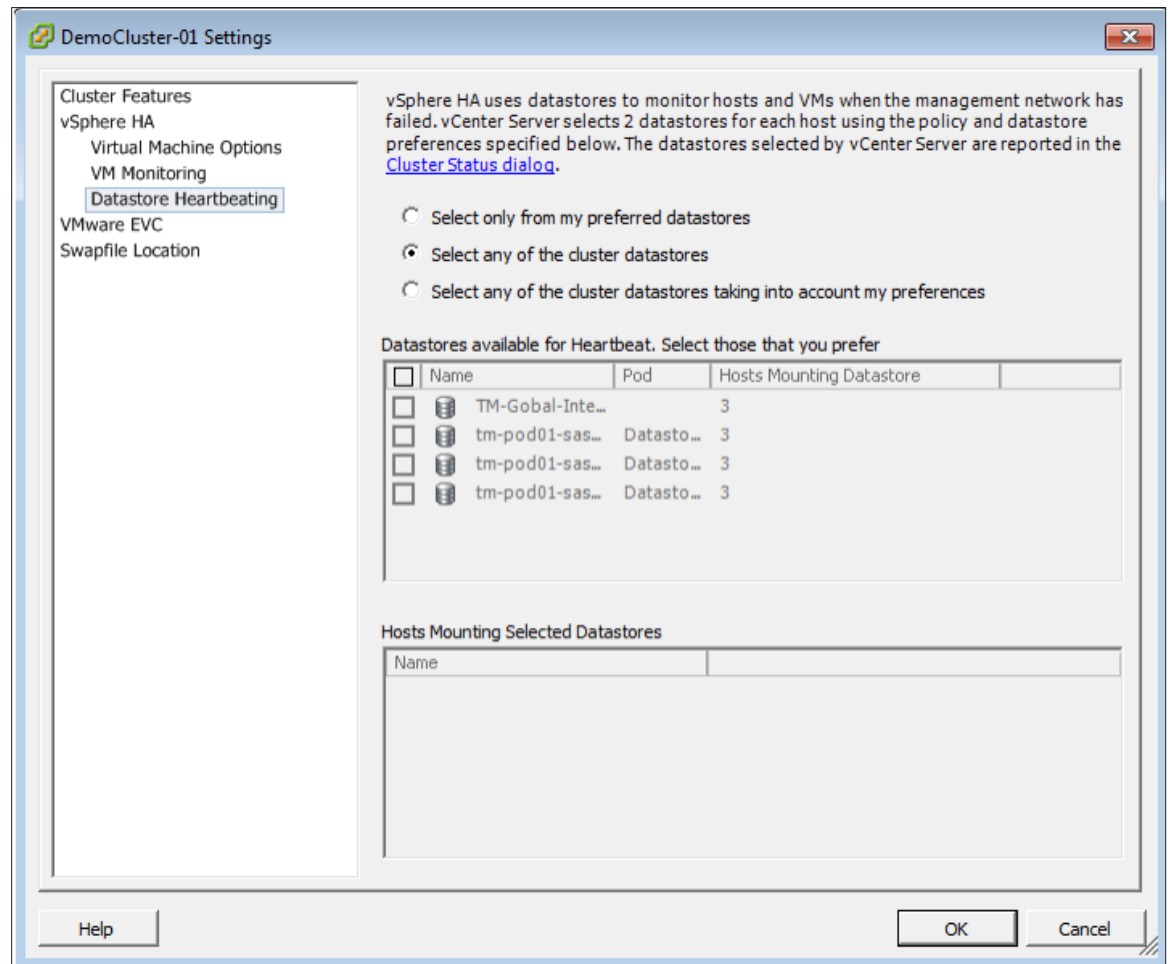 DemoCluster-01 Settings
Cluster Features
vSphere HA
Virtual Machine Options
VM Monitoring
Datastore Heartbeating
VMware EVC
Swapfile Location
vSphere HA uses datastores to monitor hosts and VMs when the management network has
failed. vCenter Server selects 2 datastores for each host using the policy and datastore
preferences specified below. The datastores selected by vCenter Server are reported in the
Cluster Status dialog.
Select only from my preferred datastores
Select any of the cluster datastores
Select any of the cluster datastores taking into account my preferences
Datastores available for Heartbeat. Select those that you prefer
Name Pod Hosts Mounting Datastore
TM-Gobal-Inte... 3
tm-pod01-sas... Datasto... 3
tm-pod01-sas... Datasto... 3
tm-pod01-sas... Datasto... 3
Hosts Mounting Selected Datastores
Name
Help OK Cancel